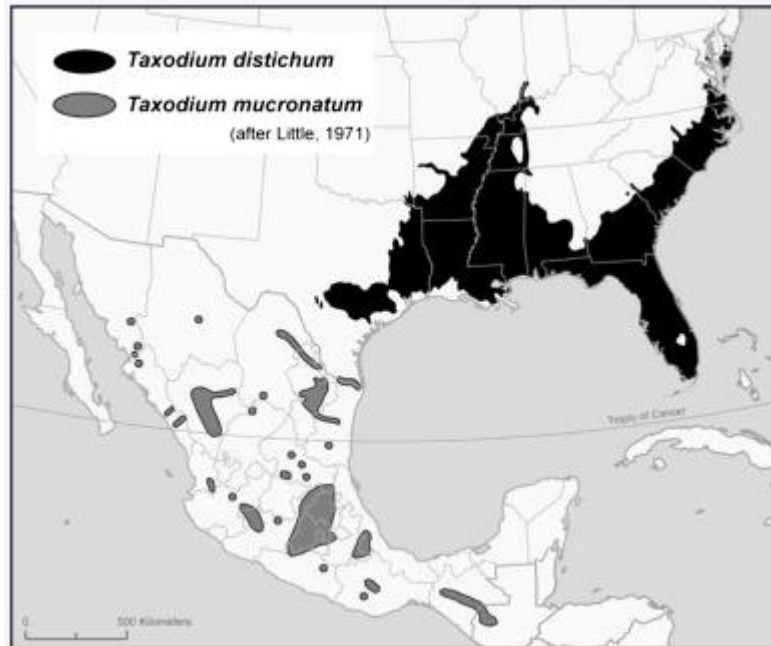 Taxodium distichum
Taxodium mucronatum
(after Little, 1971)
Tropic of Cancer
0 500 Kilometers